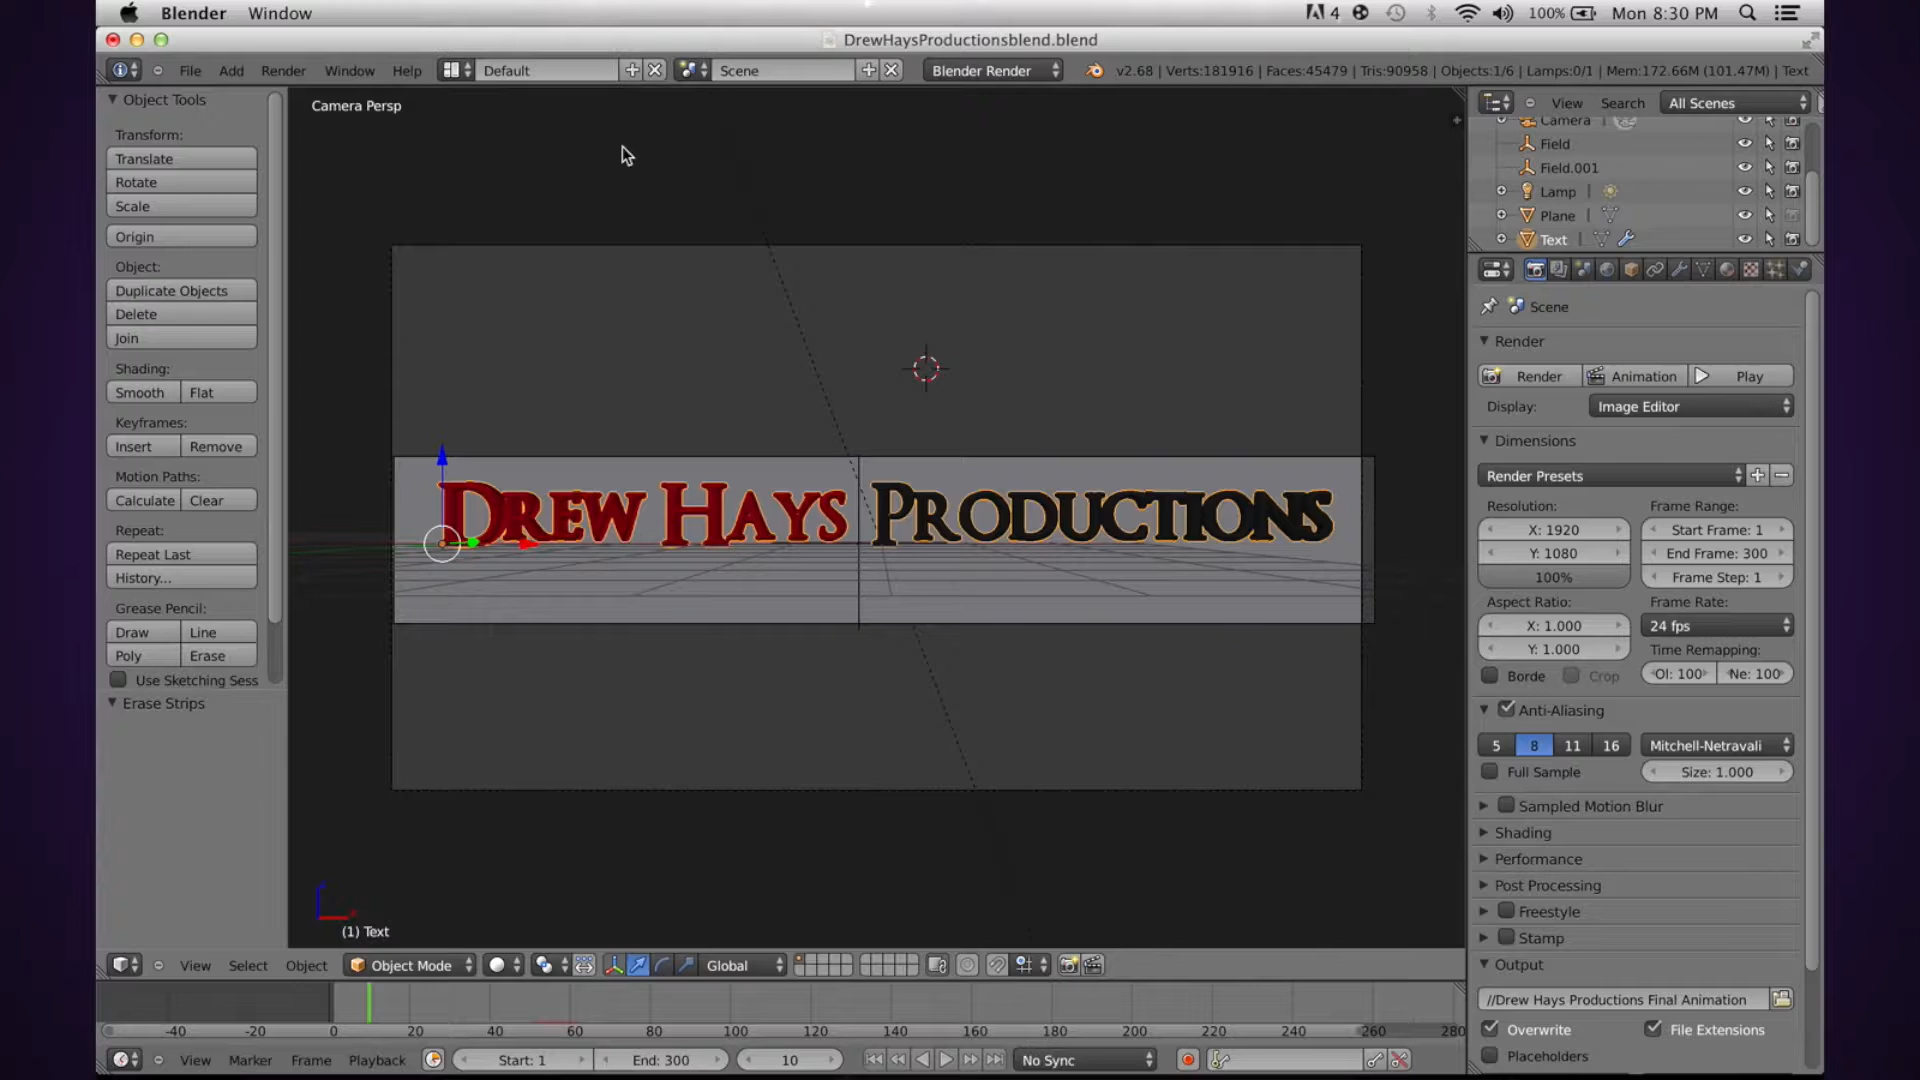 Blender Window 4 100% Mon 8:30 PM
DrewHaysProductionsblend.blend
File Add Render Window Help Default Scene Blender Render v2.68 | Verts:181916 | Faces:45479 | Tris:90958 | Objects:1/6 | Lamps:0/1 | Mem:172.66M (101.47M) | Text
Object Tools
Transform:
Translate
Rotate
Scale
Origin
Object:
Duplicate Objects
Delete
Join
Shading:
Smooth Flat
Keyframes:
Insert Remove
Motion Paths:
Calculate Clear
Repeat:
Repeat Last
History...
Grease Pencil:
Draw Line
Poly Erase
Use Sketching Sess
Erase Strips
Camera Persp
DREW HAYS PRODUCTIONS
(1) Text
View Search All Scenes
Camera
Field
Field.001
Lamp
Plane
Text
Scene
Render
Render Animation Play
Display: Image Editor
Dimensions
Render Presets
Resolution: Frame Range:
X: 1920 Start Frame: 1
Y: 1080 End Frame: 300
100% Frame Step: 1
Aspect Ratio: Frame Rate:
X: 1.000 24 fps
Y: 1.000 Time Remapping:
Borde Crop Ol: 100 Ne: 100
Anti-Aliasing
5 8 11 16 Mitchell-Netravali
Full Sample Size: 1.000
Sampled Motion Blur
Shading
Performance
Post Processing
Freestyle
Stamp
Output
//Drew Hays Productions Final Animation
Overwrite File Extensions
Placeholders
View Select Object Object Mode Global
-40 -20 0 20 40 60 80 100 120 140 160 180 200 220 240 260 280
View Marker Frame Playback Start: 1 End: 300 10 No Sync